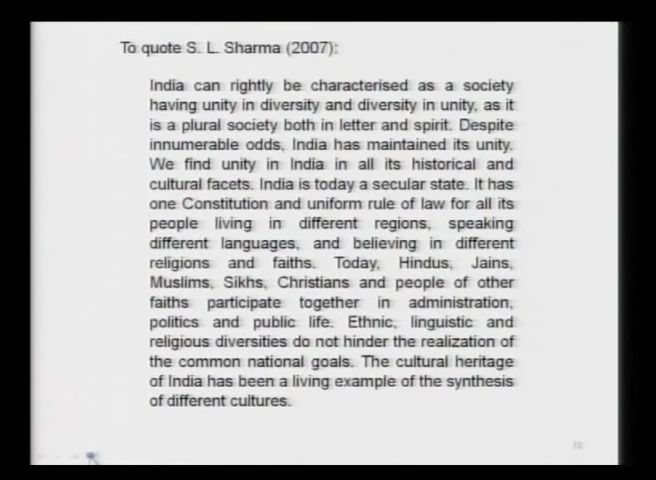 To quote S. L. Sharma (2007):
India can rightly be characterised as a society
having unity in diversity and diversity in unity, as it
is a plural society both in letter and spirit. Despite
innumerable odds, India has maintained its unity.
We find unity in India in all its historical and
cultural facets. India is today a secular state. It has
one Constitution and uniform rule of law for all its
people living in different regions, speaking
different languages, and believing in different
religions and faiths. Today, Hindus, Jains,
Muslims, Sikhs, Christians and people of other
faiths participate together in administration,
politics and public life. Ethnic, linguistic and
religious diversities do not hinder the realization of
the common national goals. The cultural heritage
of India has been a living example of the synthesis
of different cultures.